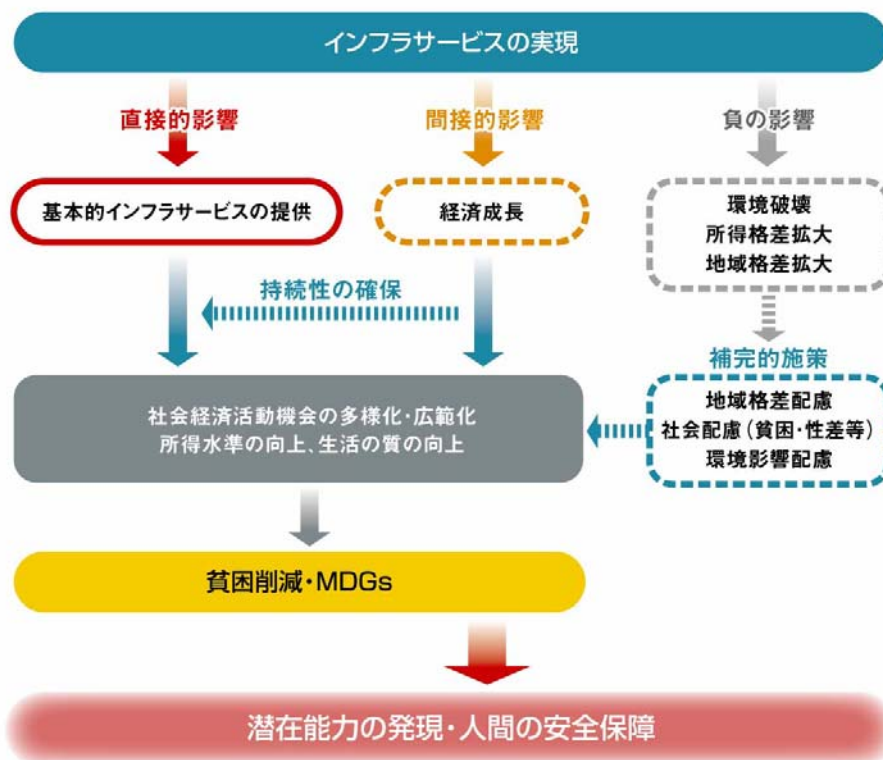 インフラサービスの実現
直接的影響
間接的影響
負の影響
基本的インフラサービスの提供
経済成長
環境破壊
所得格差拡大
地域格差拡大
持続性の確保
補完的施策
社会経済活動機会の多様化・広範化
所得水準の向上、生活の質の向上
地域格差配慮
社会配慮(貧困・性差等)
環境影響配慮
貧困削減・MDGs
潜在能力の発現・人間の安全保障